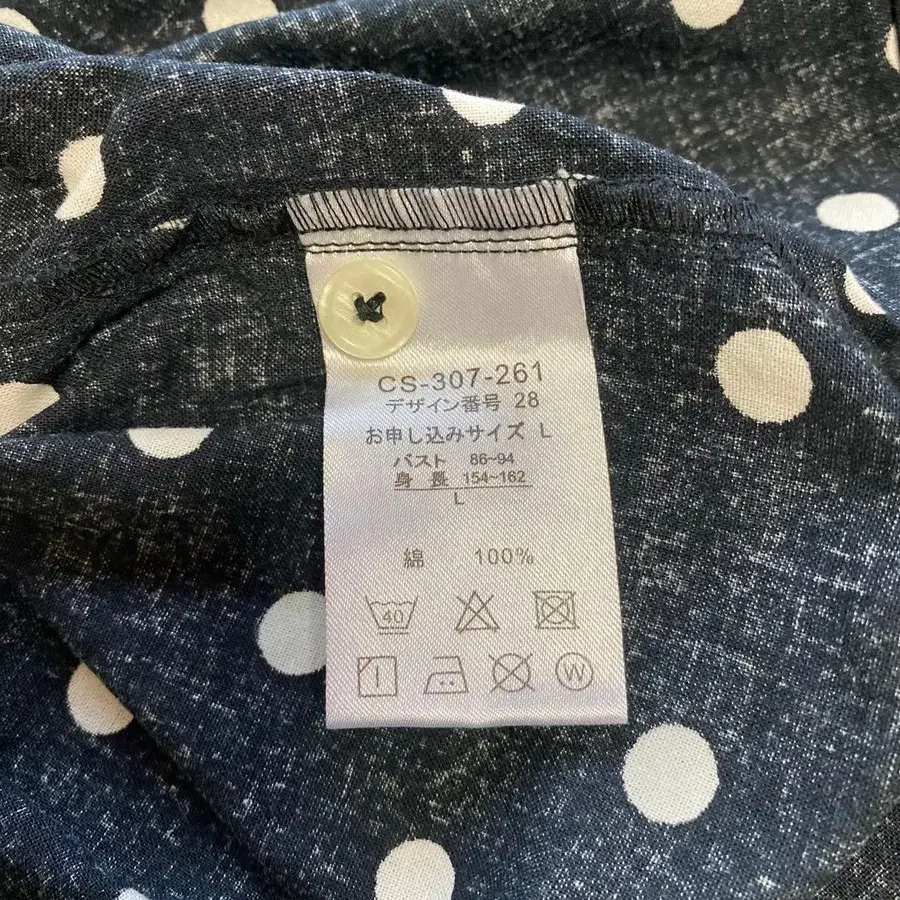 CS-307-261
デザイン番号 28
お申し込みサイズ L
バスト 86~94
身長 154~162
L
綿 100%
40
W